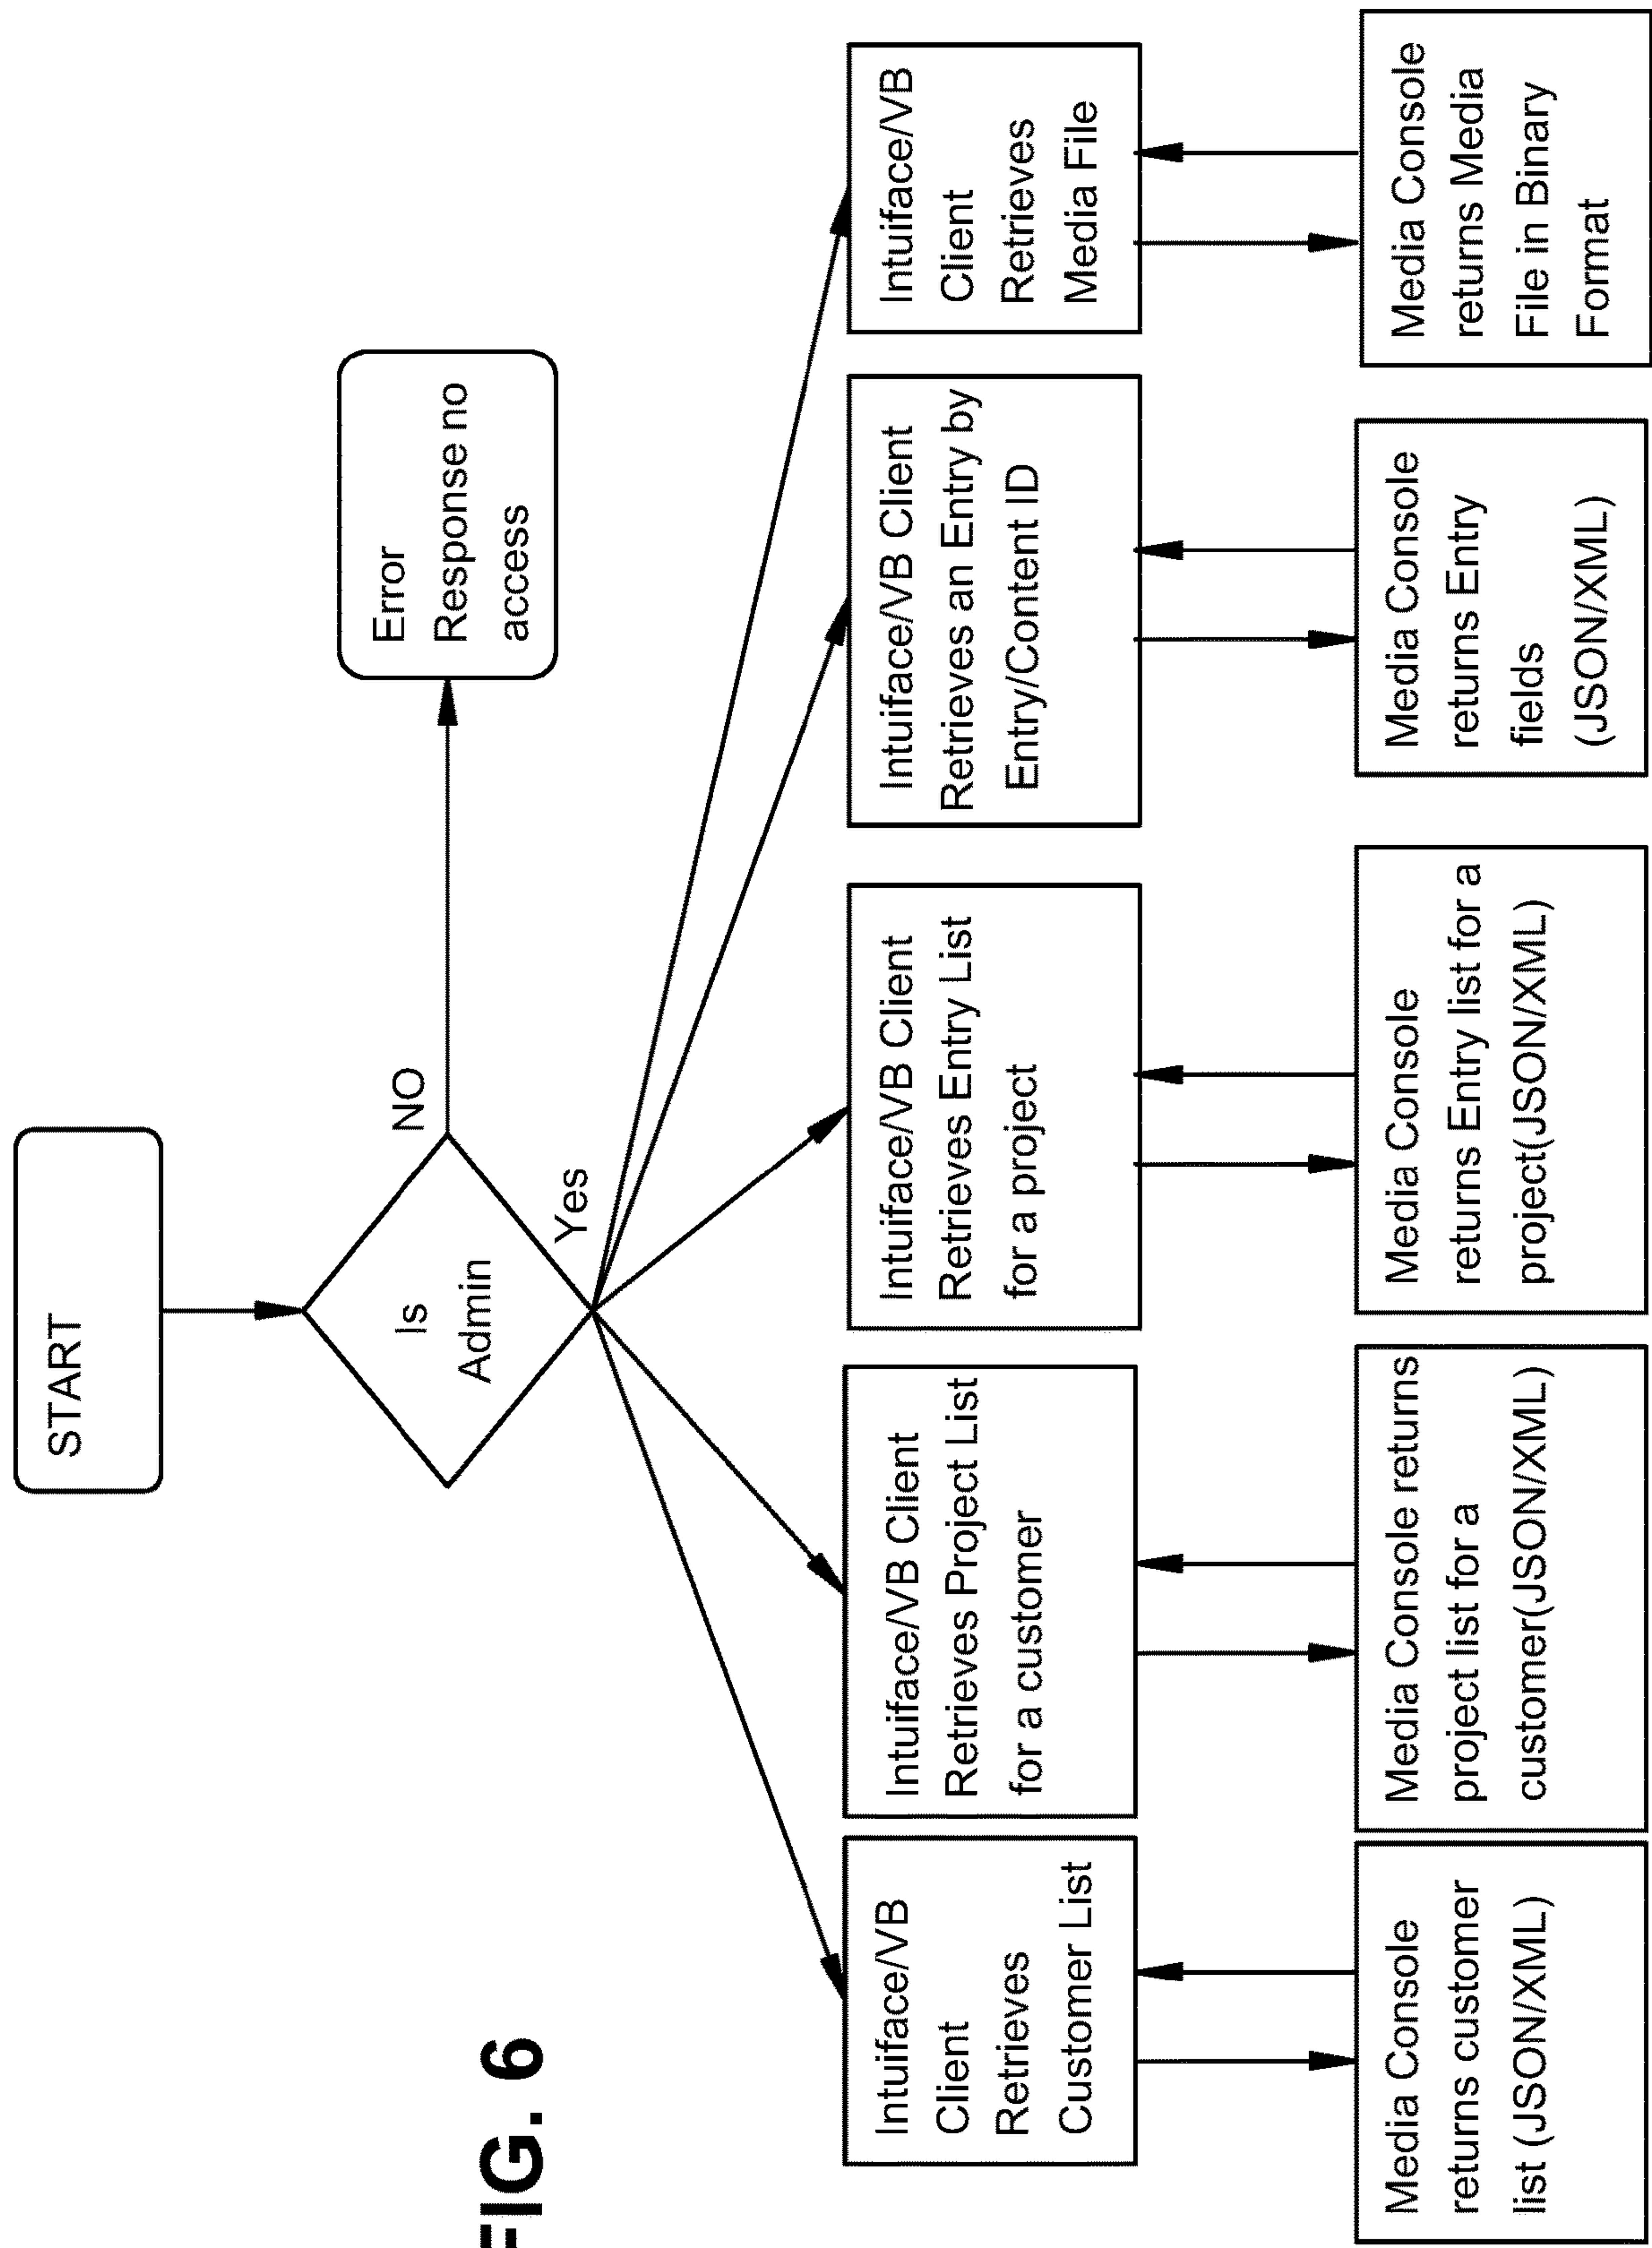 START
Is
Admin
NO
Yes
Error
Response no
access
FIG. 6
Intuiface/VB
Client
Retrieves
Customer List
Intuiface/VB Client
Retrieves Project List
for a customer
Intuiface/VB Client
Retrieves Entry List
for a project
Intuiface/VB Client
Retrieves an Entry by
Entry/Content ID
Intuiface/VB
Client
Retrieves
Media File
Media Console
returns customer
list (JSON/XML)
Media Console returns
project list for a
customer(JSON/XML)
Media Console
returns Entry list for a
project(JSON/XML)
Media Console
returns Entry
fields
(JSON/XML)
Media Console
returns Media
File in Binary
Format